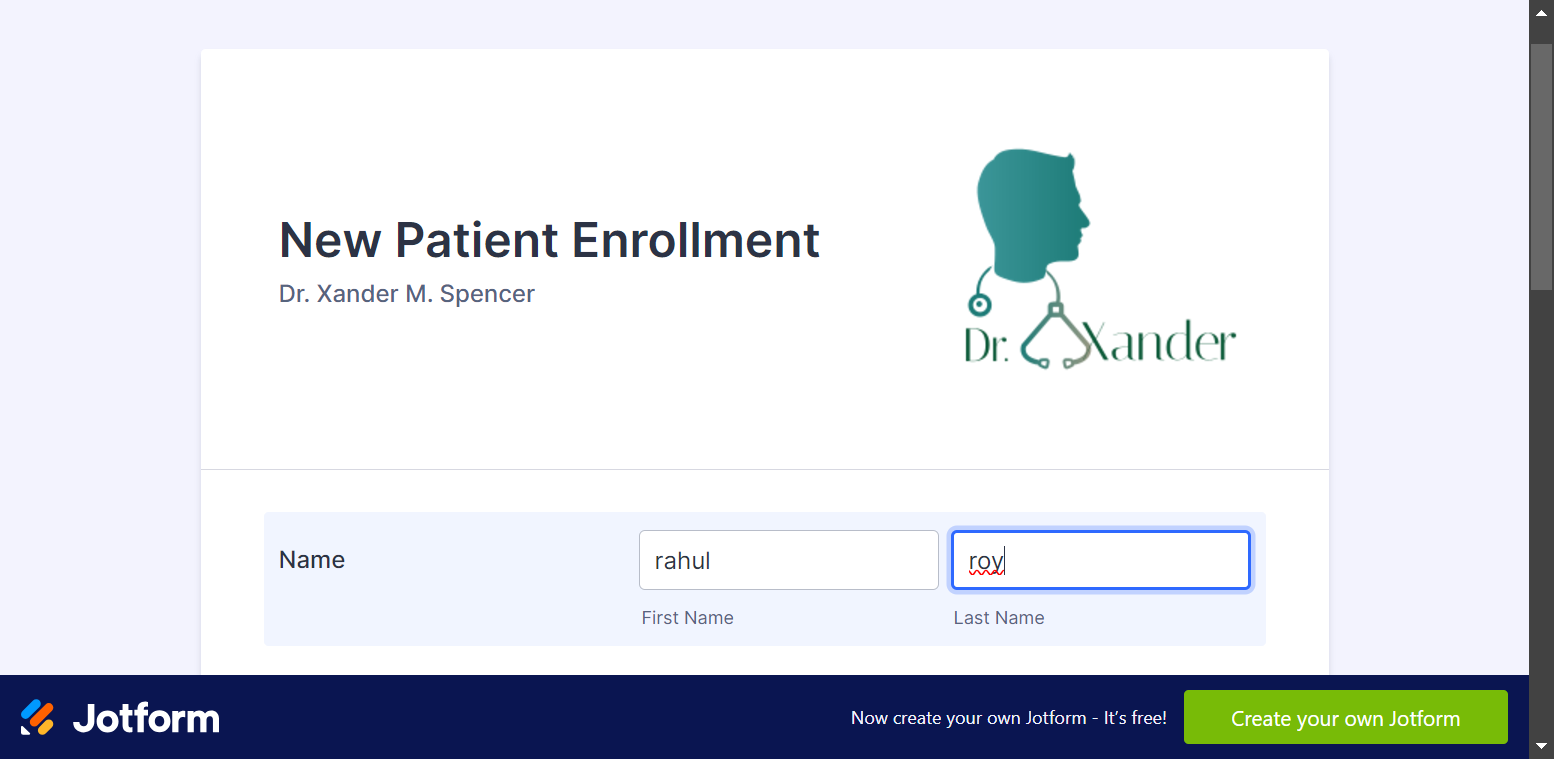 New Patient Enrollment
Dr. Xander M. Spencer
Dr. Xander
Name
rahul
roy
First Name
Last Name
Jotform
Now create your own Jotform - It's free!
Create your own Jotform